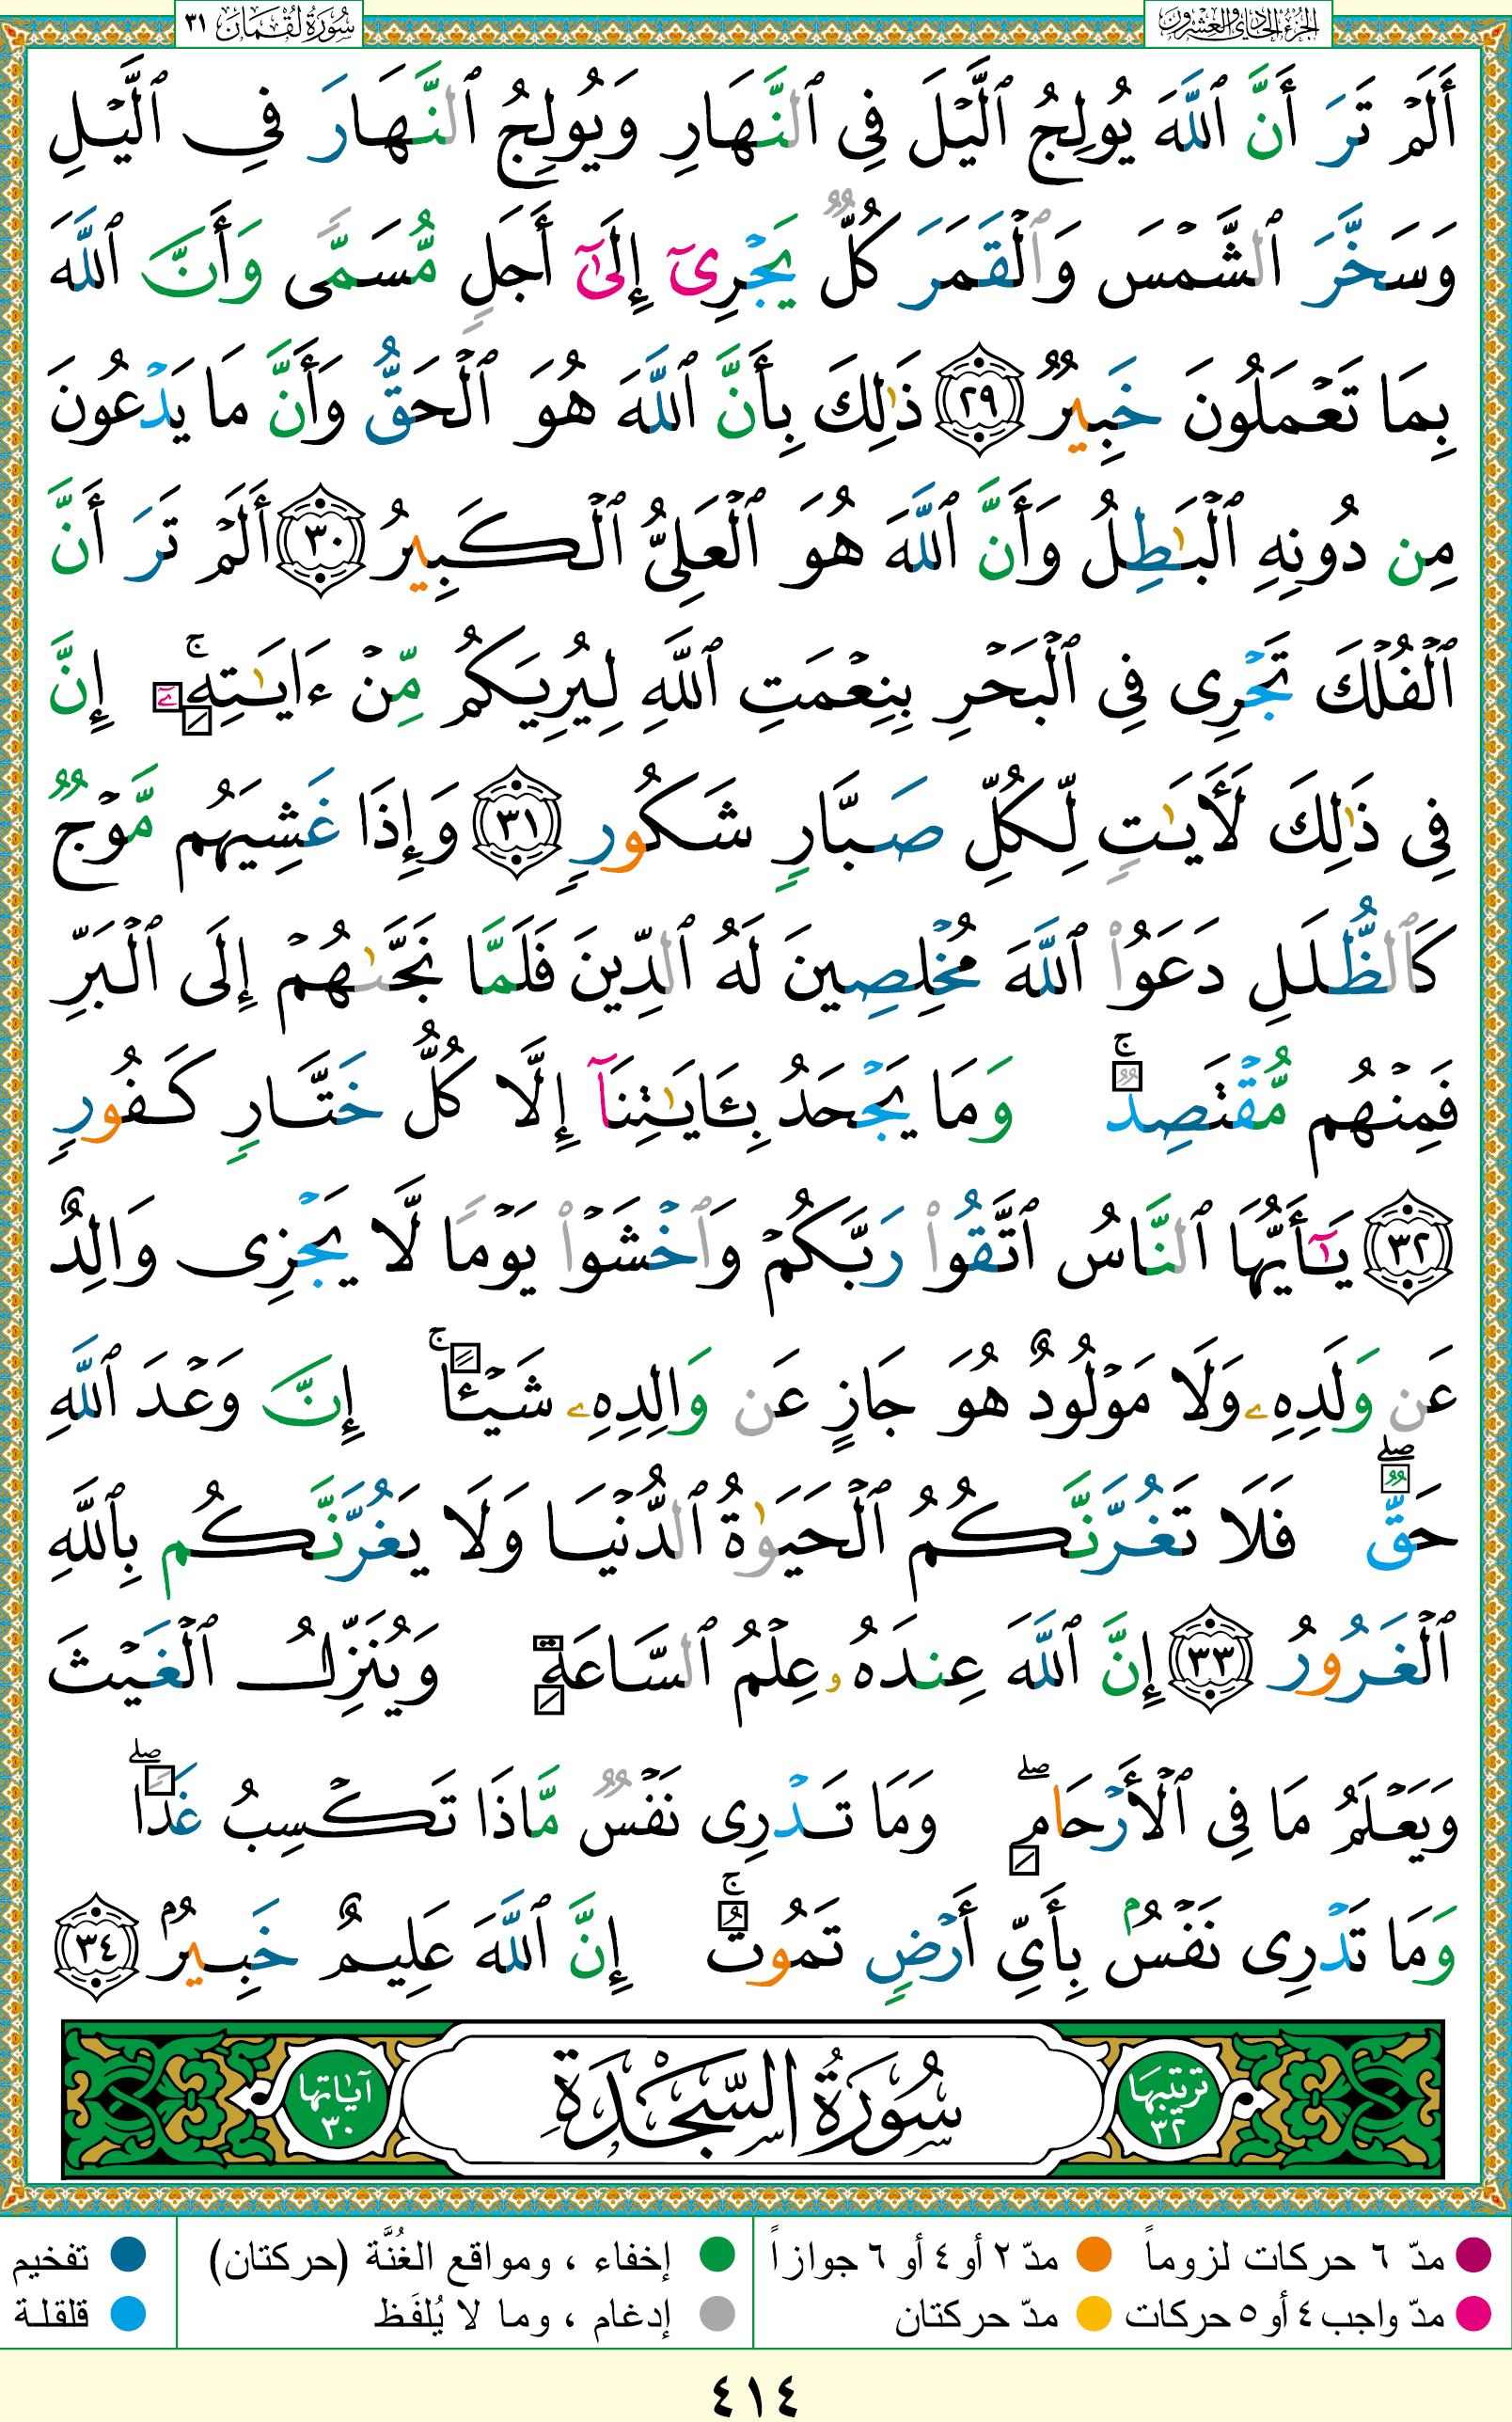 الجزء الحادي والعشرون
سُورَةُ لُقْمَان ٣١
أَلَمْ تَرَ أَنَّ ٱللَّهَ يُولِجُ ٱلَّيْلَ فِى ٱلنَّهَارِ وَيُولِجُ ٱلنَّهَارَ فِى ٱلَّيْلِ
وَسَخَّرَ ٱلشَّمْسَ وَٱلْقَمَرَ كُلٌّ يَجْرِىٓ إِلَىٰٓ أَجَلٍ مُّسَمًّى وَأَنَّ ٱللَّهَ
بِمَا تَعْمَلُونَ خَبِيرٌ ٢٩ ذَٰلِكَ بِأَنَّ ٱللَّهَ هُوَ ٱلْحَقُّ وَأَنَّ مَا يَدْعُونَ
مِن دُونِهِ ٱلْبَٰطِلُ وَأَنَّ ٱللَّهَ هُوَ ٱلْعَلِىُّ ٱلْكَبِيرُ ٣٠ أَلَمْ تَرَ أَنَّ
ٱلْفُلْكَ تَجْرِى فِى ٱلْبَحْرِ بِنِعْمَتِ ٱللَّهِ لِيُرِيَكُم مِّنْ ءَايَٰتِهِۦٓ ۚ إِنَّ
فِى ذَٰلِكَ لَءَايَٰتٍ لِّكُلِّ صَبَّارٍ شَكُورٍ ٣١ وَإِذَا غَشِيَهُم مَّوْجٌ
كَٱلظُّلَلِ دَعَوُا۟ ٱللَّهَ مُخْلِصِينَ لَهُ ٱلدِّينَ فَلَمَّا نَجَّىٰهُمْ إِلَى ٱلْبَرِّ
فَمِنْهُم مُّقْتَصِدٌ ۚ وَمَا يَجْحَدُ بِـَٔايَٰتِنَآ إِلَّا كُلُّ خَتَّارٍ كَفُورٍ
٣٢ يَٰٓأَيُّهَا ٱلنَّاسُ ٱتَّقُوا۟ رَبَّكُمْ وَٱخْشَوْا۟ يَوْمًا لَّا يَجْزِى وَالِدٌ
عَن وَلَدِهِۦ وَلَا مَوْلُودٌ هُوَ جَازٍ عَن وَالِدِهِۦ شَيْـًٔا ۚ إِنَّ وَعْدَ ٱللَّهِ
حَقٌّ ۖ فَلَا تَغُرَّنَّكُمُ ٱلْحَيَوٰةُ ٱلدُّنْيَا وَلَا يَغُرَّنَّكُم بِٱللَّهِ
ٱلْغَرُورُ ٣٣ إِنَّ ٱللَّهَ عِندَهُۥ عِلْمُ ٱلسَّاعَةِ وَيُنَزِّلُ ٱلْغَيْثَ
وَيَعْلَمُ مَا فِى ٱلْأَرْحَامِ ۖ وَمَا تَدْرِى نَفْسٌ مَّاذَا تَكْسِبُ غَدًا ۖ
وَمَا تَدْرِى نَفْسٌۢ بِأَىِّ أَرْضٍ تَمُوتُ ۚ إِنَّ ٱللَّهَ عَلِيمٌ خَبِيرٌۢ ٣٤
ترتيبها ٣٢
سُورَةُ السَّجْدَةِ
آياتها ٣٠
مدّ ٦ حركات لزوماً
مدّ ٢ أو ٤ أو ٦ جوازاً
إخفاء ، ومواقع الغُنَّة (حركتان)
تفخيم
مدّ واجب ٤ أو ٥ حركات
مدّ حركتان
إدغام ، وما لا يُلفَظ
قلقلة
٤١٤